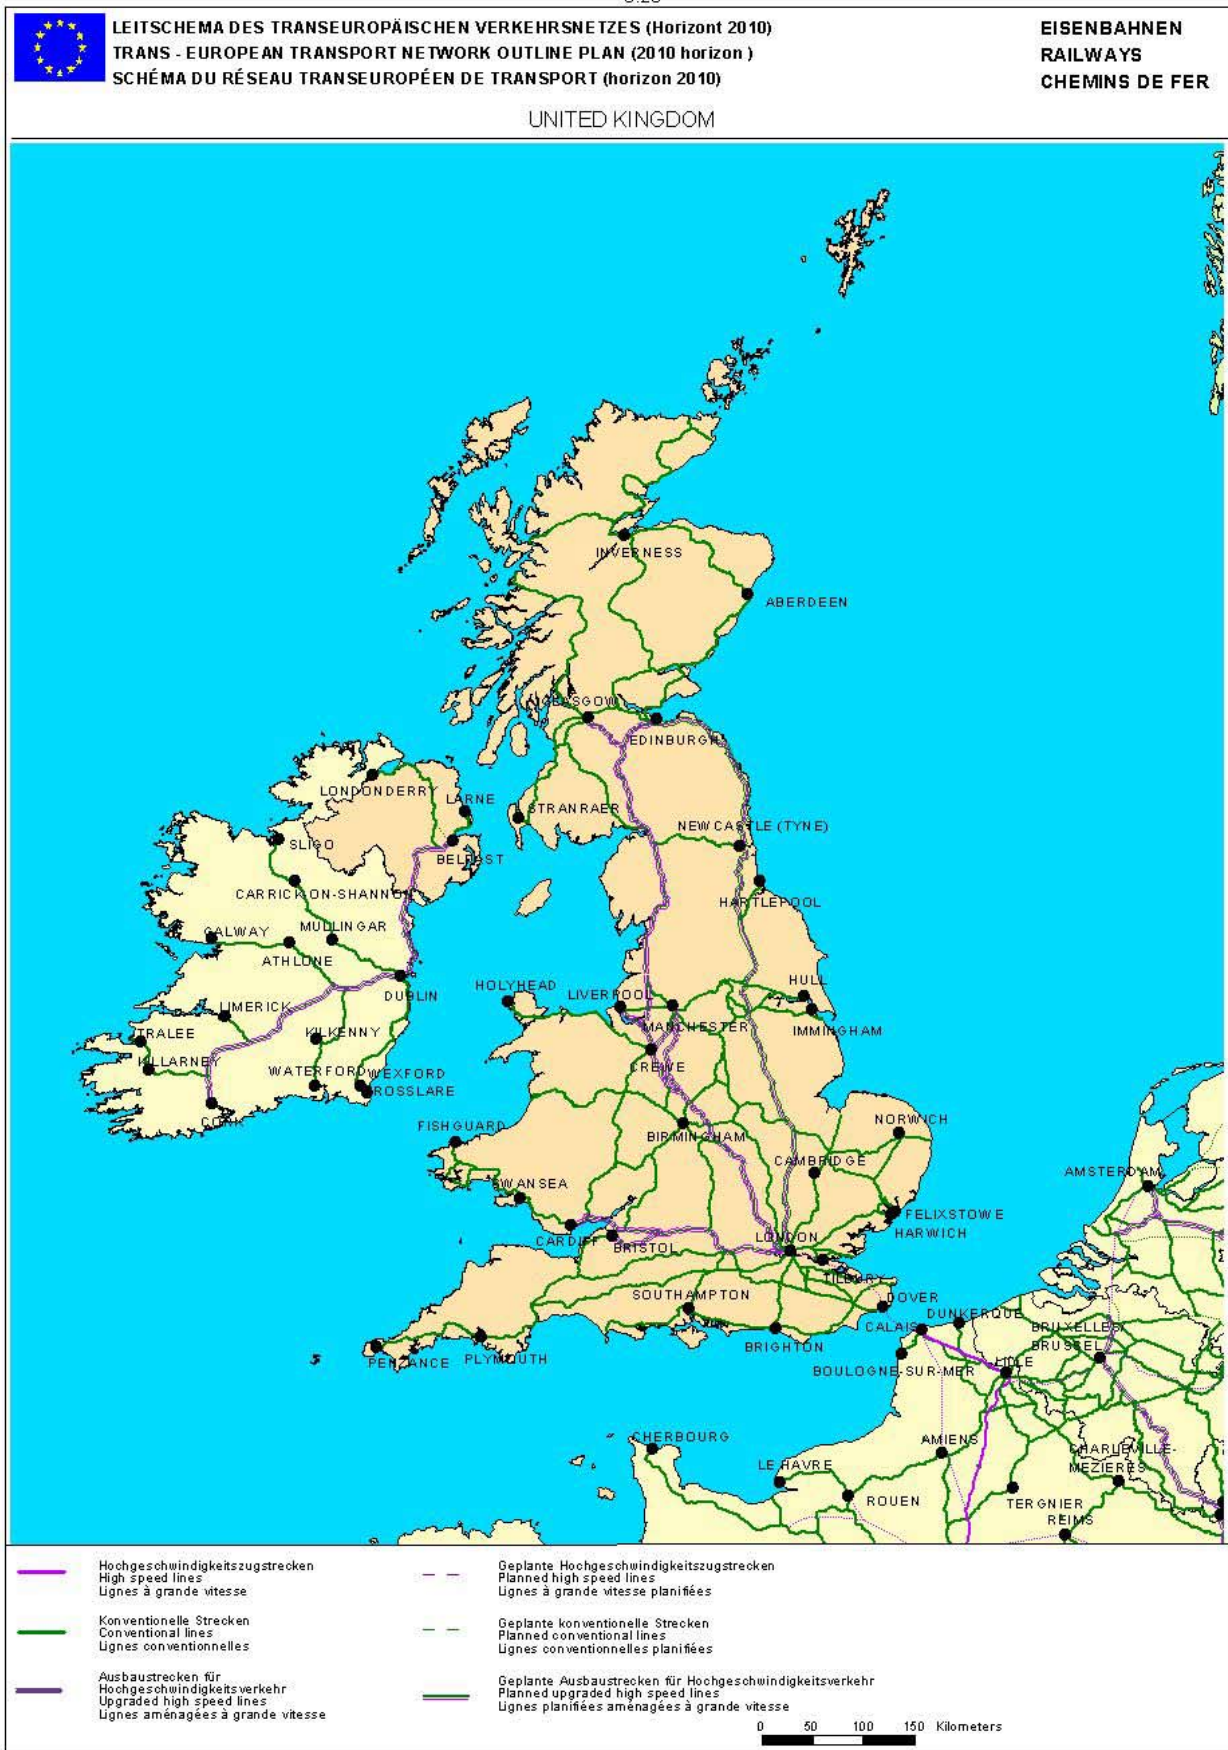 LEITSCHEMA DES TRANSEUROPÄISCHEN VERKEHRSNETZES (Horizont 2010)
TRANS - EUROPEAN TRANSPORT NETWORK OUTLINE PLAN (2010 horizon )
SCHÉMA DU RÉSEAU TRANSEUROPÉEN DE TRANSPORT (horizon 2010)
EISENBAHNEN
RAILWAYS
CHEMINS DE FER
UNITED KINGDOM
INVERNESS
ABERDEEN
GLASGOW
EDINBURGH
LONDONDERRY
LARNE
STRANRAER
NEWCASTLE (TYNE)
SLIGO
BELFAST
CARRICK-ON-SHANNON
HARTLEPOOL
GALWAY
MULLINGAR
ATHLONE
HOLYHEAD
LIVERPOOL
HULL
DUBLIN
LIMERICK
MANCHESTER
IMMINGHAM
TRALEE
KILKENNY
KILLARNEY
CREWE
WATERFORD
WEXFORD
ROSSLARE
CORK
FISHGUARD
BIRMINGHAM
NORWICH
CAMBRIDGE
AMSTERDAM
SWANSEA
FELIXSTOWE
HARWICH
CARDIFF
BRISTOL
LONDON
TILBURY
SOUTHAMPTON
DOVER
DUNKERQUE
CALAIS
BRUXELLES/
BRUSSEL
PENZANCE
PLYMOUTH
BRIGHTON
BOULOGNE-SUR-MER
LILLE
CHERBOURG
AMIENS
CHARLEVILLE-
MEZIERES
LE HAVRE
ROUEN
TERGNIER
REIMS
Hochgeschwindigkeitszugstrecken
High speed lines
Lignes à grande vitesse
Geplante Hochgeschwindigkeitszugstrecken
Planned high speed lines
Lignes à grande vitesse planifiées
Konventionelle Strecken
Conventional lines
Lignes conventionnelles
Geplante konventionelle Strecken
Planned conventional lines
Lignes conventionnelles planifiées
Ausbaustrecken für
Hochgeschwindigkeitsverkehr
Upgraded high speed lines
Lignes aménagées à grande vitesse
Geplante Ausbaustrecken für Hochgeschwindigkeitsverkehr
Planned upgraded high speed lines
Lignes planifiées aménagées à grande vitesse
0 50 100 150 Kilometers